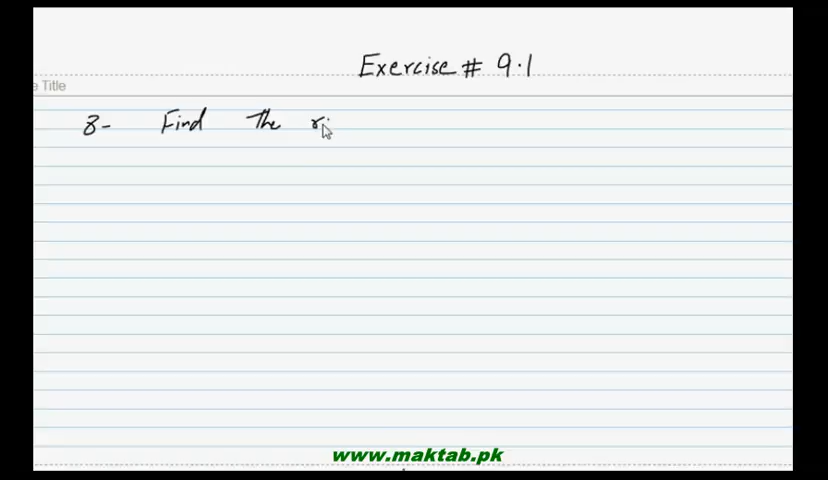 Exercise # 9.1
e Title
8- Find the
www.maktab.pk